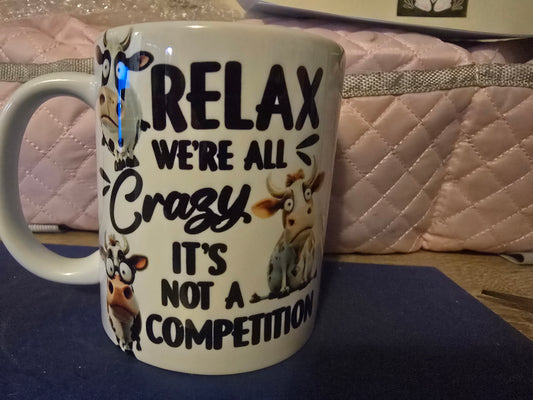 RELAX
WE'RE ALL
Crazy
IT'S
NOT A
COMPETITION